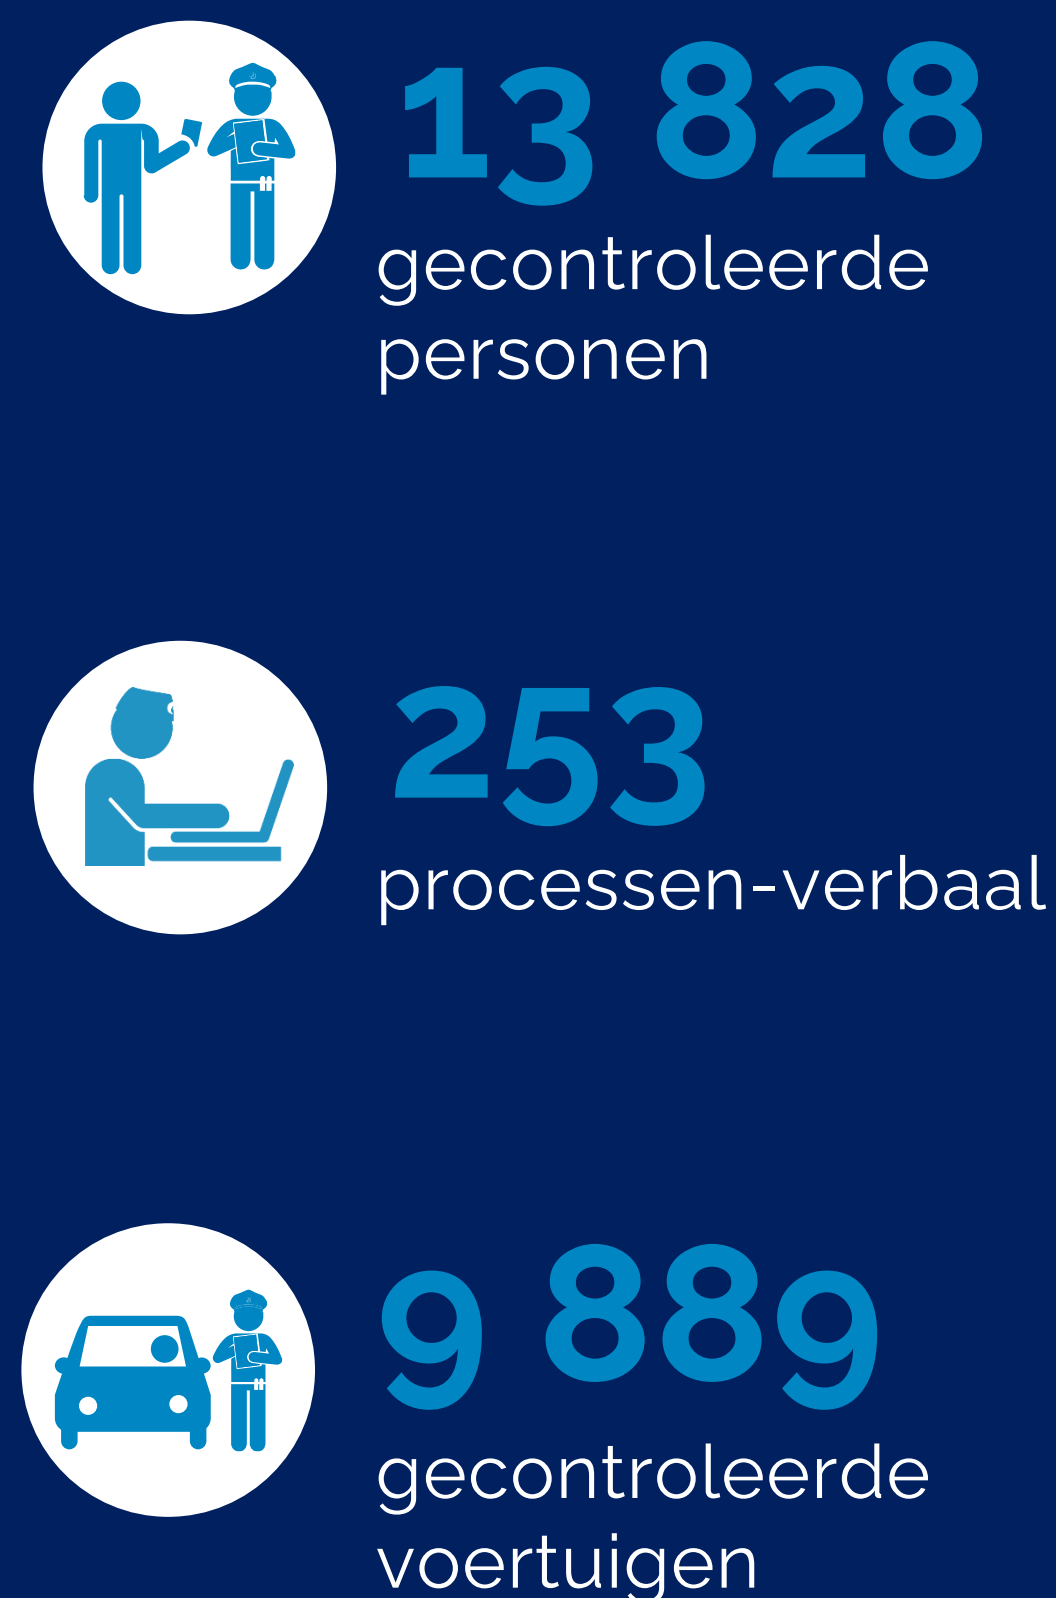 13 828
gecontroleerde
personen
253
processen-verbaal
9 889
gecontroleerde
voertuigen